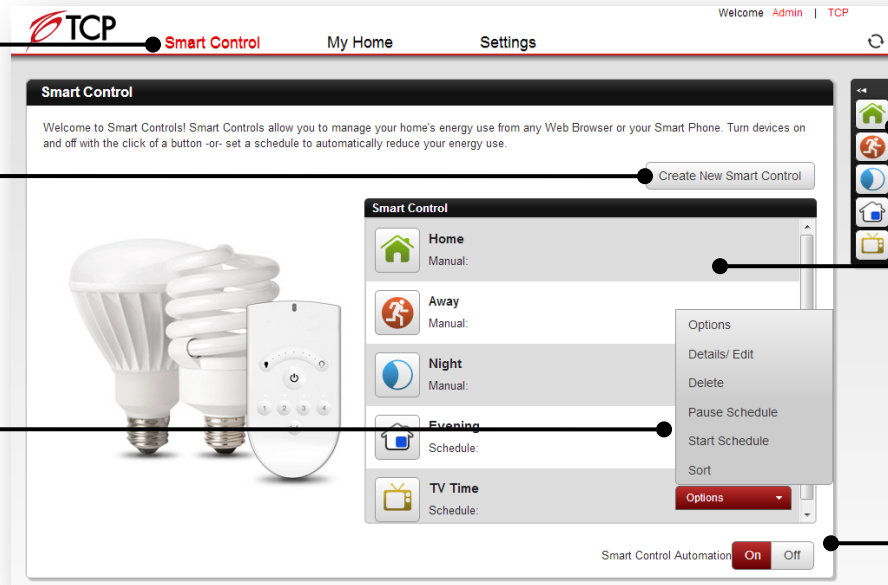 Welcome Admin | TCP
TCP
Smart Control My Home Settings
Smart Control
Welcome to Smart Controls! Smart Controls allow you to manage your home's energy use from any Web Browser or your Smart Phone. Turn devices on
and off with the click of a button -or- set a schedule to automatically reduce your energy use.
Create New Smart Control
Smart Control
Home
Manual:
Away
Manual:
Night
Manual:
Evening
Schedule:
TV Time
Schedule:
Options
Details/ Edit
Delete
Pause Schedule
Start Schedule
Sort
Options
Smart Control Automation On Off
1 2 3 4